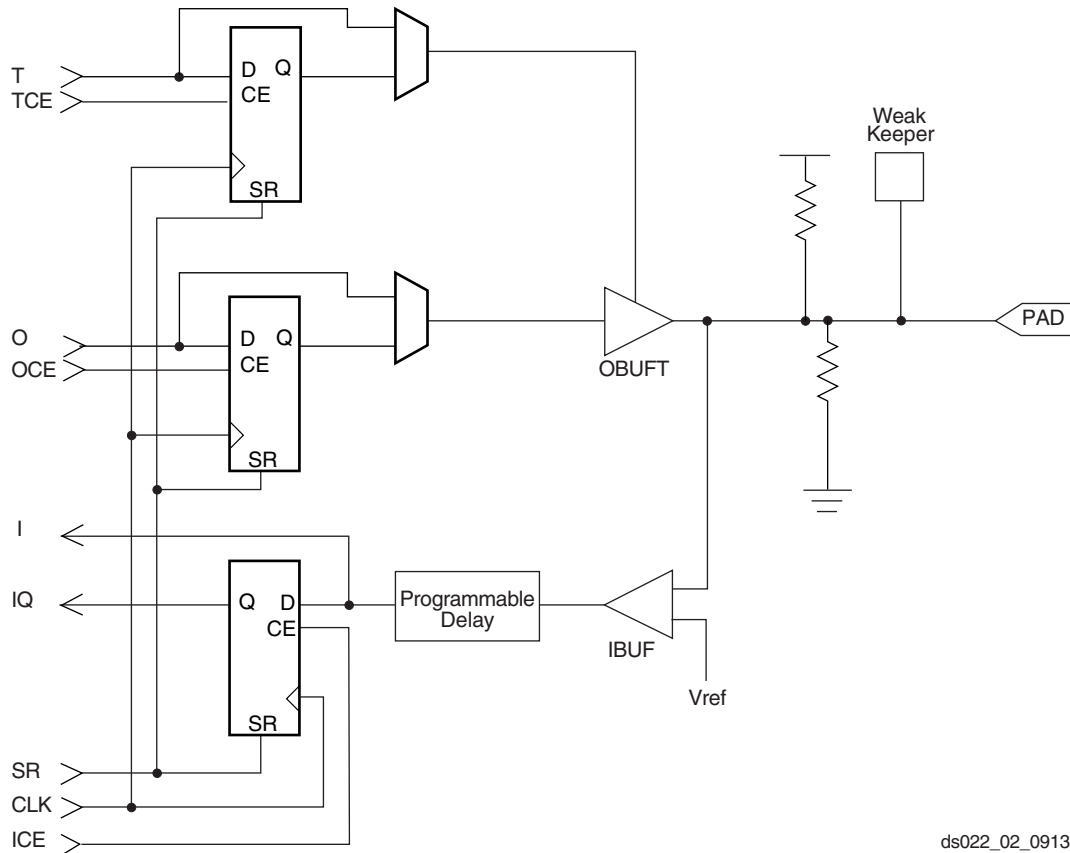 T
TCE
D Q
CE
SR
Weak
Keeper
O
OCE
D Q
CE
SR
OBUFT
PAD
I
IQ
Q D
CE
SR
Programmable
Delay
IBUF
Vref
SR
CLK
ICE
ds022_02_0913